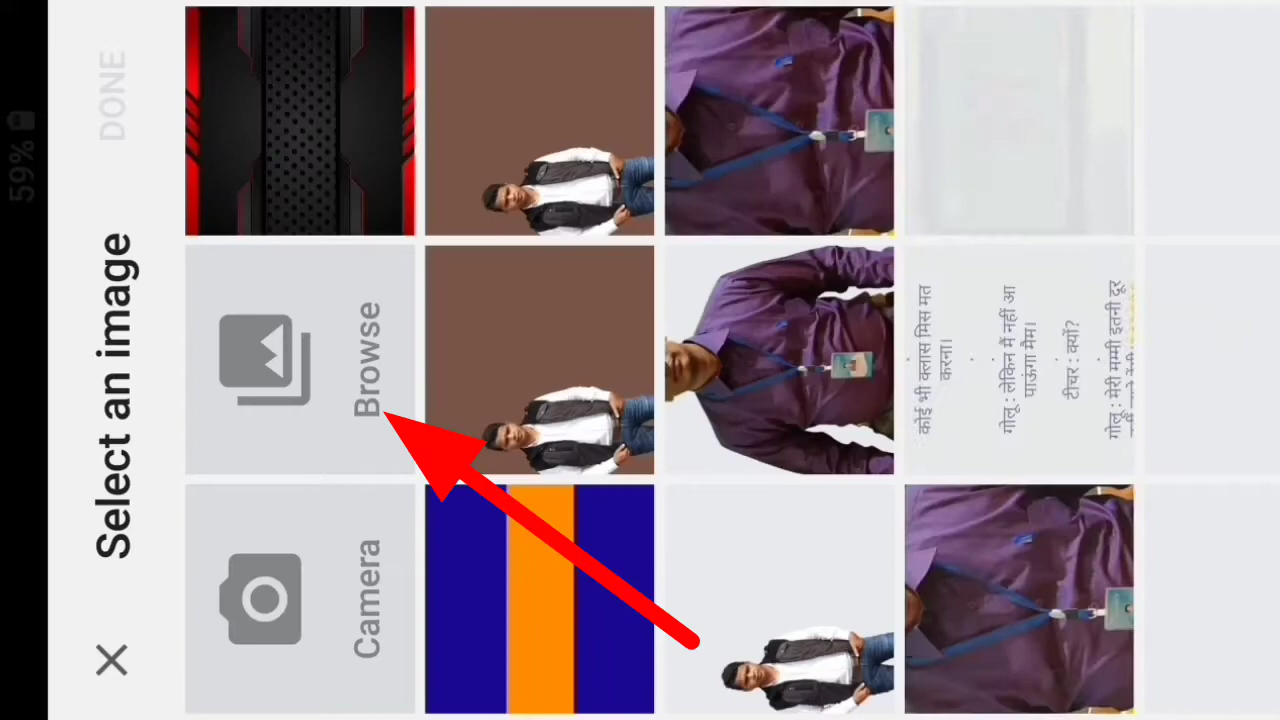 59%
Select an image
DONE
Camera
Browse
कोई भी क्लास मिस मत
करना।
गोलू : लेकिन मैं नहीं आ
पाऊंगा मैम।
टीचर : क्यों?
गोलू : मेरी मम्मी इतनी दूर